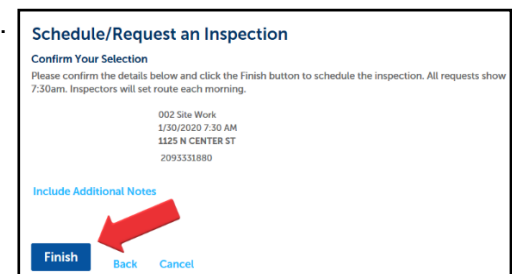 Schedule/Request an Inspection
Confirm Your Selection
Please confirm the details below and click the Finish button to schedule the inspection. All requests show
7:30am. Inspectors will set route each morning.
002 Site Work
1/30/2020 7:30 AM
1125 N CENTER ST
2093331880
Include Additional Notes
Finish Back Cancel